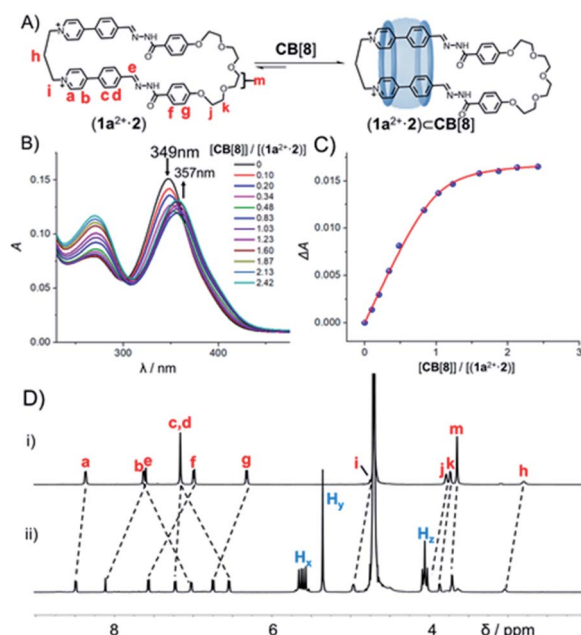 A)
CB[8]
N⁺
N
NH
O
O
O
O
h
e
m
i
N⁺
N-NH
O
O
a
b
c d
f
g
j
k
(1a²⁺·2)
(1a²⁺·2)⊂CB[8]
B)
349nm
357nm
[CB[8]] / [(1a²⁺·2)]
0
0.10
0.20
0.34
0.48
0.83
1.03
1.23
1.60
1.87
2.13
2.42
0.15
0.10
0.05
0.00
A
300
400
λ / nm
C)
0.015
0.010
0.005
0.000
ΔA
0
1
2
3
[CB[8]] / [(1a²⁺·2)]
D)
i)
a
b
e
c,d
f
g
i
j
k
m
h
ii)
Hx
Hy
Hz
8
6
4
δ / ppm